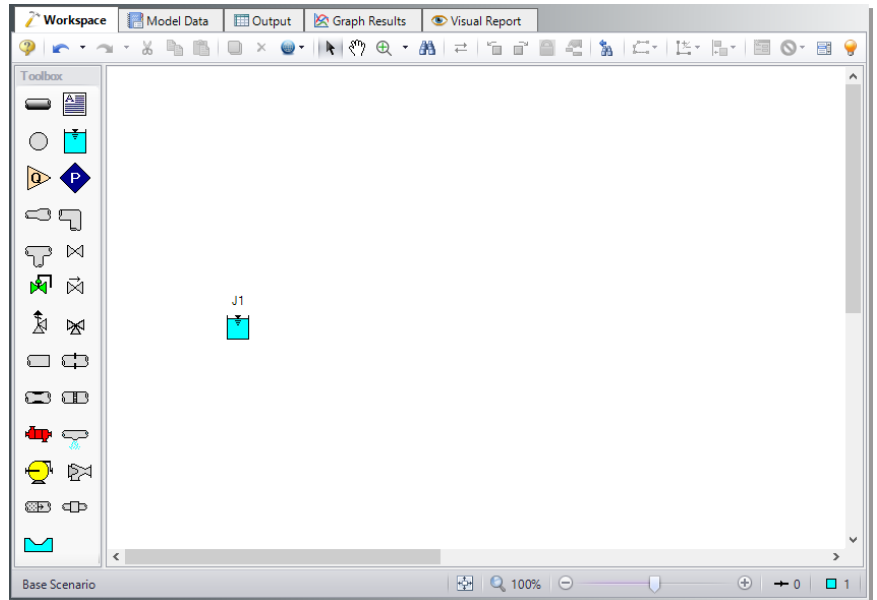 Workspace Model Data Output Graph Results Visual Report
Toolbox
A
Q P
J1
Base Scenario 100% 0 1